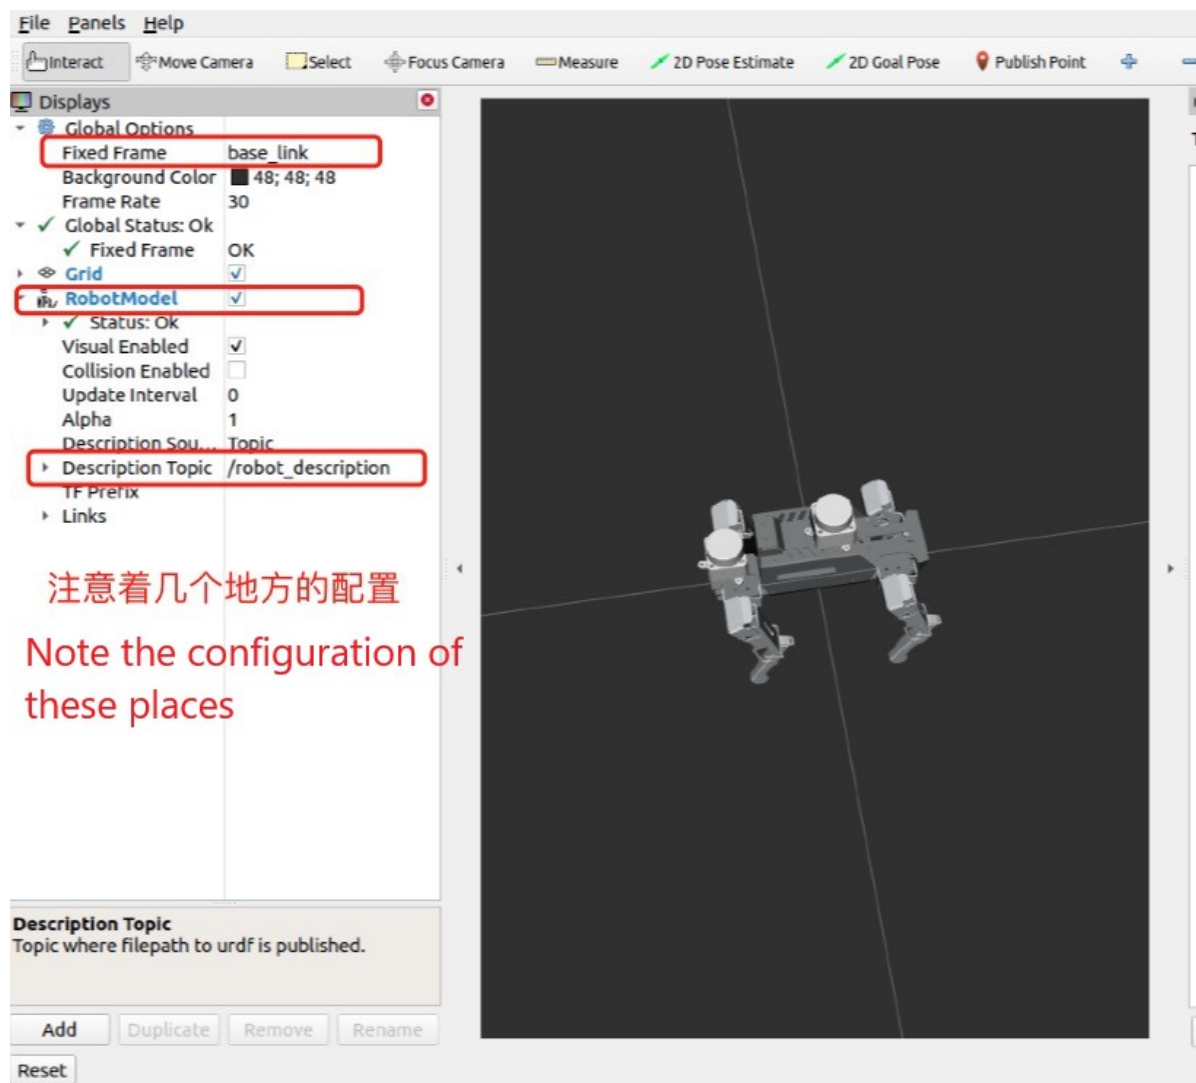 File Panels Help
Interact Move Camera Select Focus Camera Measure 2D Pose Estimate 2D Goal Pose Publish Point
Displays
Global Options
Fixed Frame base_link
Background Color 48; 48; 48
Frame Rate 30
Global Status: Ok
Fixed Frame OK
Grid
RobotModel
Status: Ok
Visual Enabled
Collision Enabled
Update Interval 0
Alpha 1
Description Sou... Topic
Description Topic /robot_description
TF Prefix
Links
注意着几个地方的配置
Note the configuration of
these places
Description Topic
Topic where filepath to urdf is published.
Add Duplicate Remove Rename
Reset